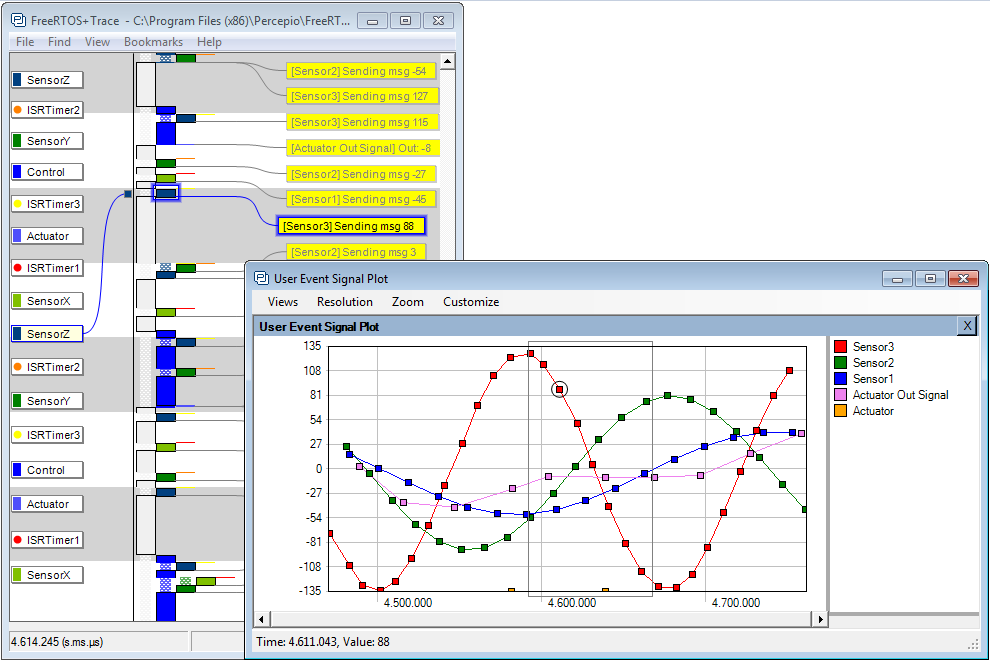 FreeRTOS+Trace - C:\Program Files (x86)\Percepio\FreeRT...
File Find View Bookmarks Help
SensorZ
ISRTimer2
SensorY
Control
ISRTimer3
Actuator
ISRTimer1
SensorX
SensorZ
ISRTimer2
SensorY
ISRTimer3
Control
Actuator
ISRTimer1
SensorX
[Sensor2] Sending msg -54
[Sensor3] Sending msg 127
[Sensor3] Sending msg 115
[Actuator Out Signal] Out: -8
[Sensor2] Sending msg -27
[Sensor1] Sending msg -45
[Sensor3] Sending msg 88
[Sensor2] Sending msg 3
4.614.245 (s.ms.µs)
User Event Signal Plot
Views Resolution Zoom Customize
User Event Signal Plot X
135
108
81
54
27
0
-27
-54
-81
-108
-135
4.500.000 4.600.000 4.700.000
Sensor3
Sensor2
Sensor1
Actuator Out Signal
Actuator
Time: 4.611.043, Value: 88